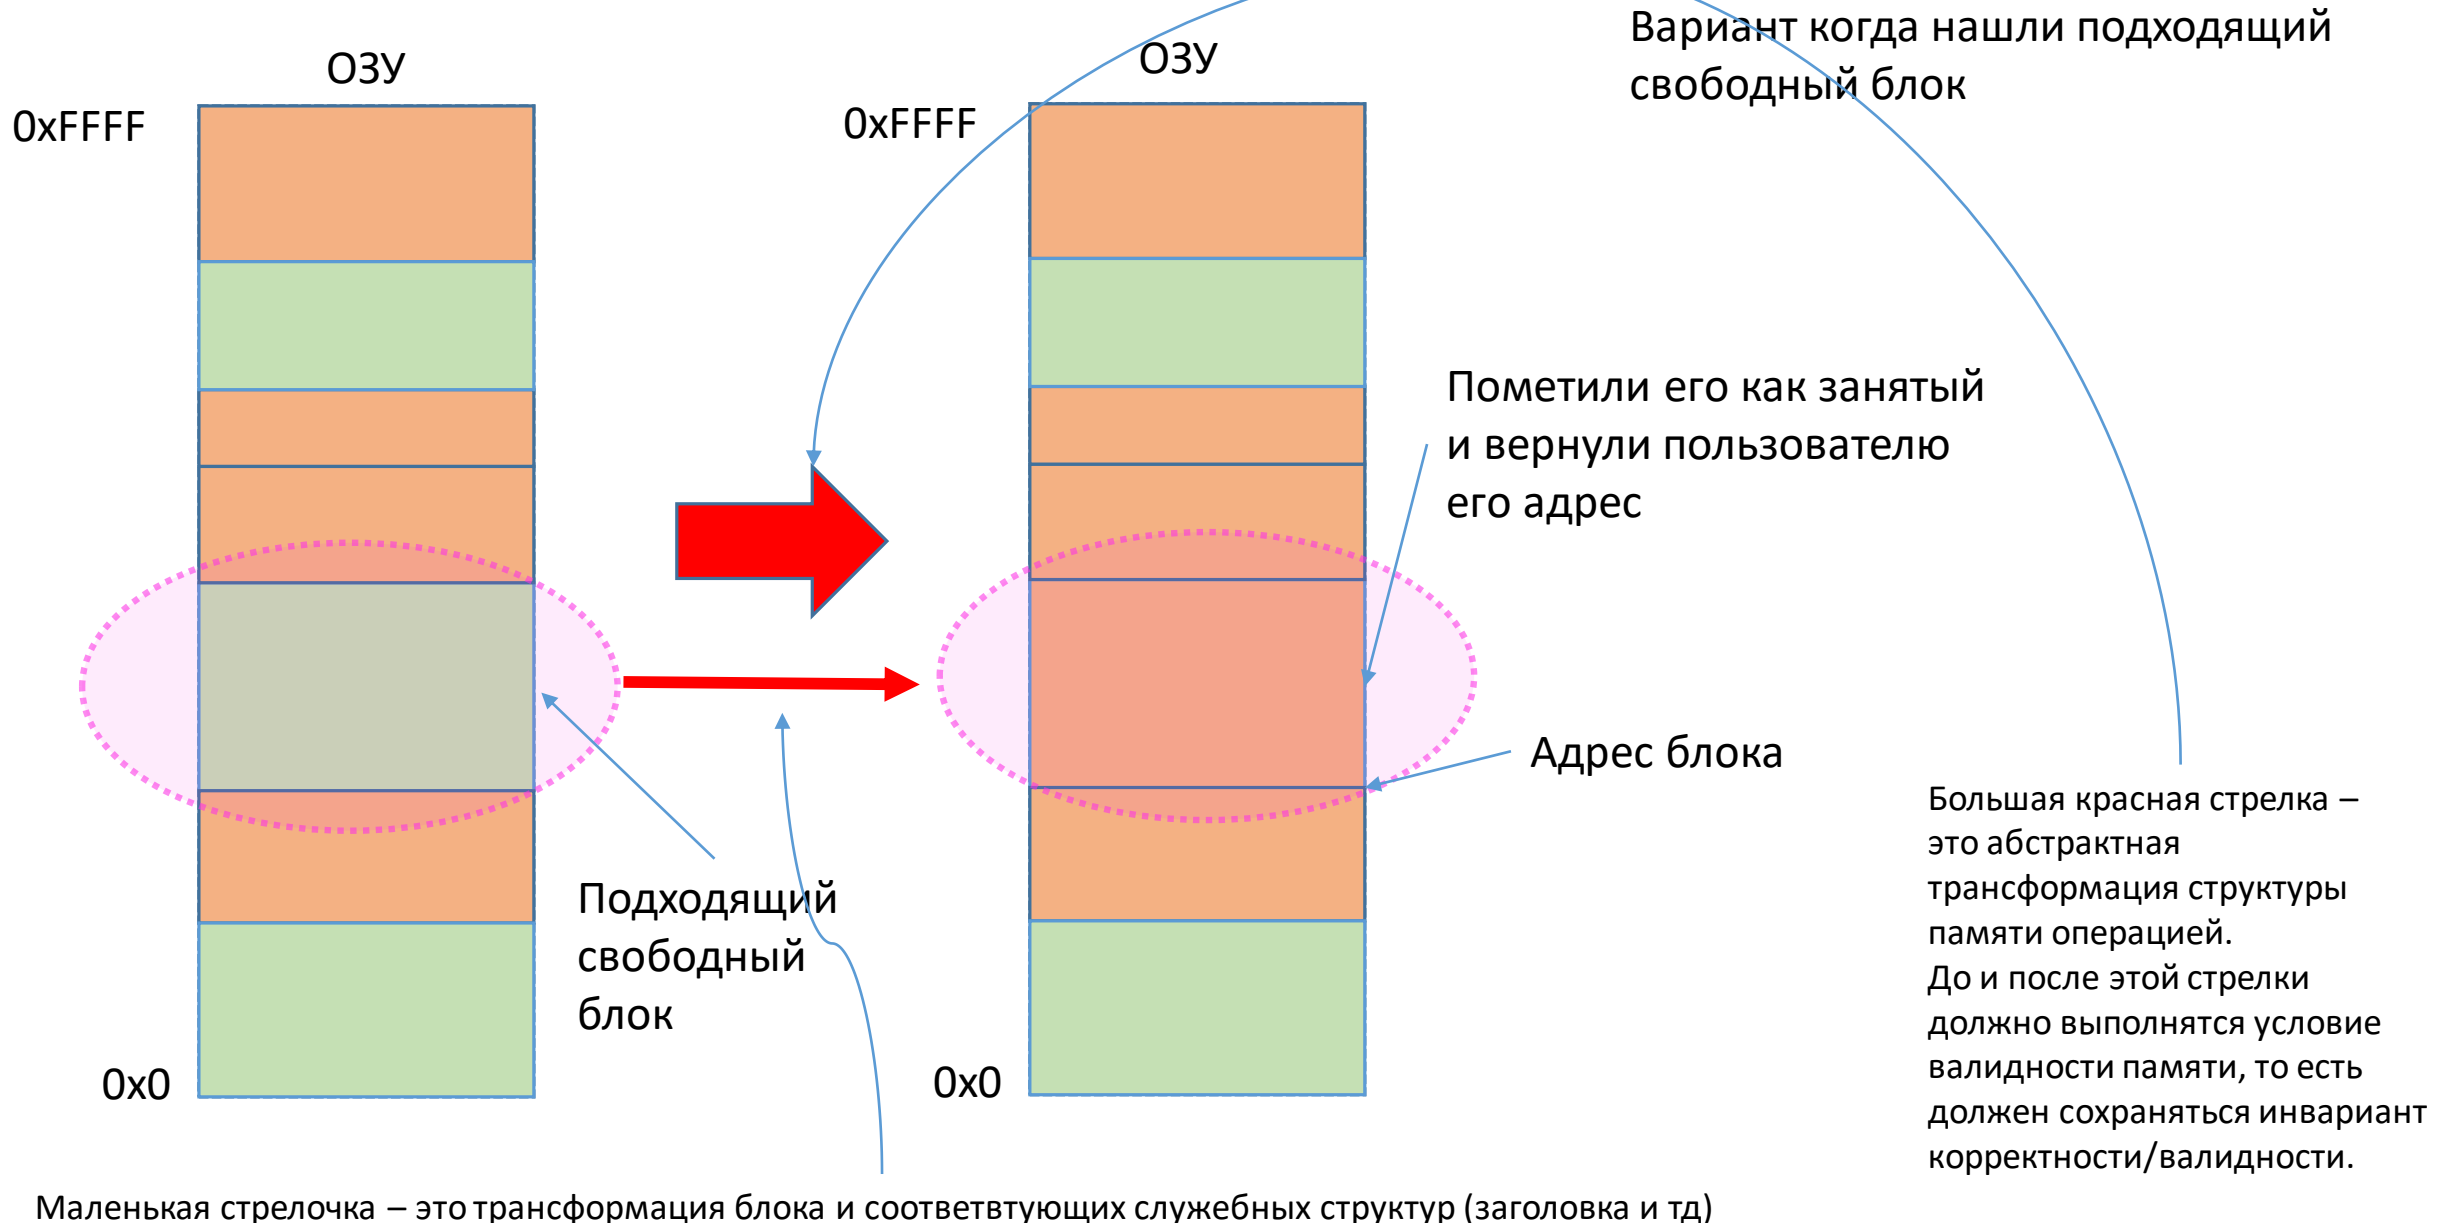 Вариант когда нашли подходящий
свободный блок
ОЗУ
ОЗУ
0xFFFF
0xFFFF
Пометили его как занятый
и вернули пользователю
его адрес
Адрес блока
Подходящий
свободный
блок
Большая красная стрелка –
это абстрактная
трансформация структуры
памяти операцией.
До и после этой стрелки
должно выполнятся условие
валидности памяти, то есть
должен сохраняться инвариант
корректности/валидности.
0x0
0x0
Маленькая стрелочка – это трансформация блока и соответвтующих служебных структур (заголовка и тд)